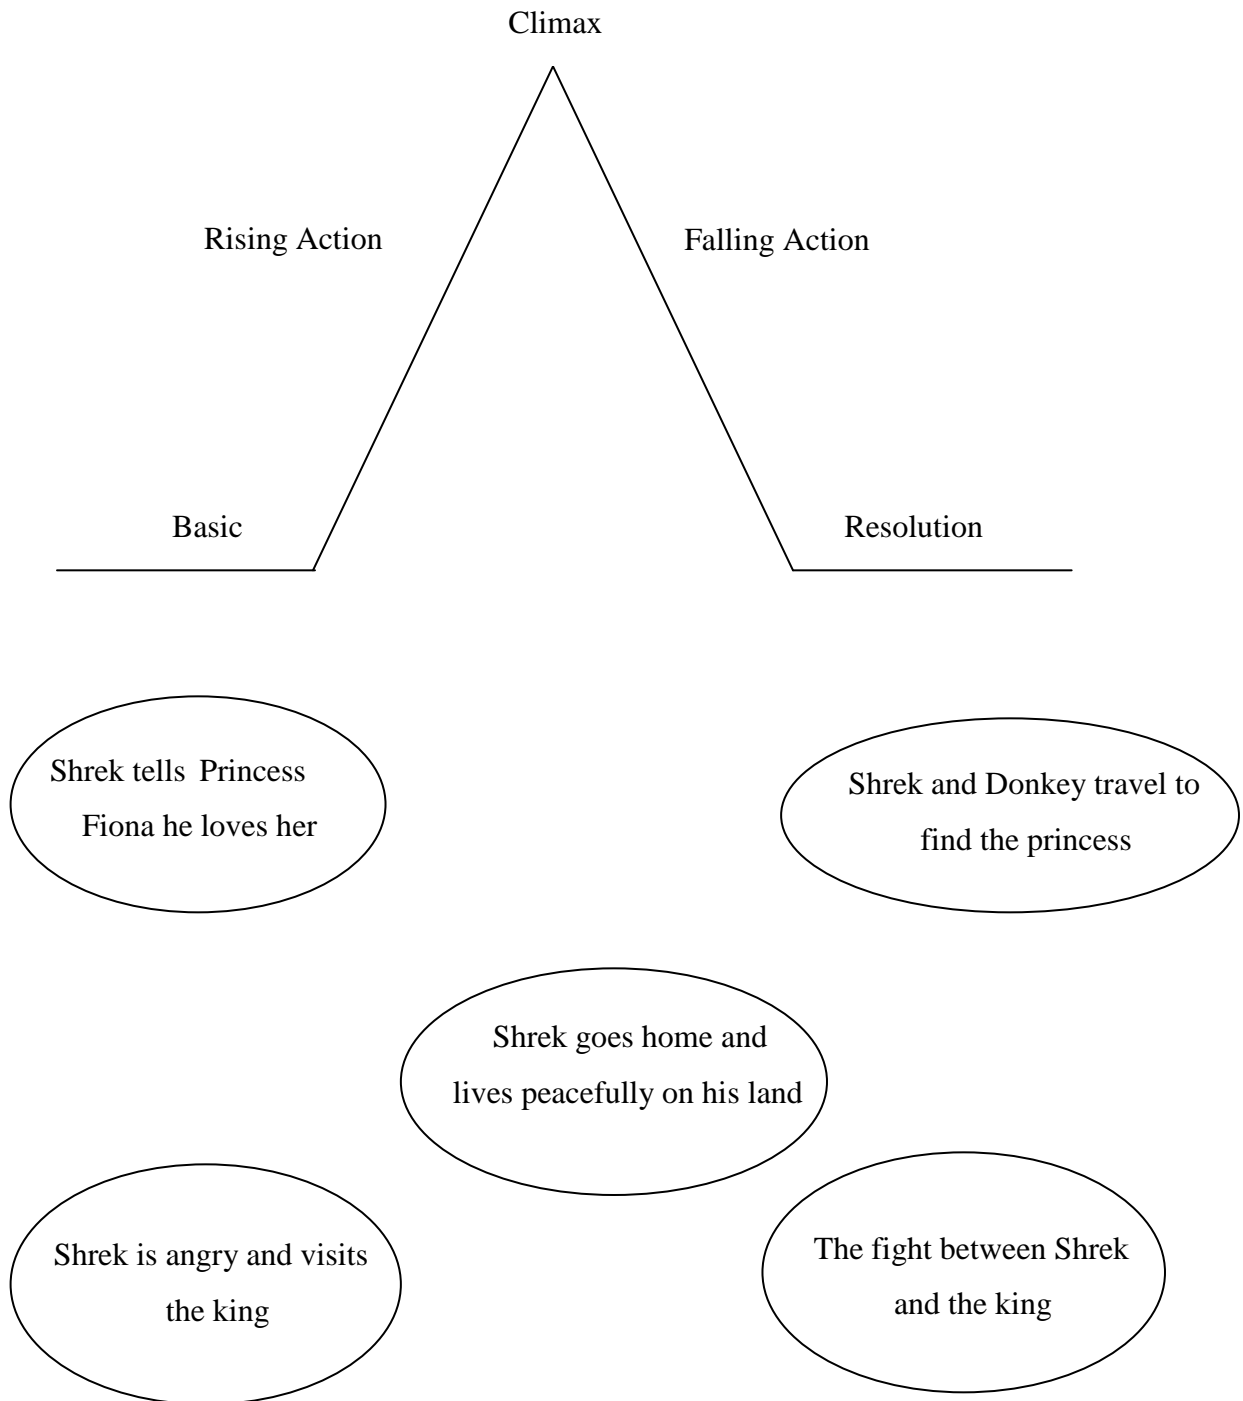 Climax
Rising Action
Falling Action
Basic
Resolution
Shrek tells Princess
Fiona he loves her
Shrek and Donkey travel to
find the princess
Shrek goes home and
lives peacefully on his land
Shrek is angry and visits
the king
The fight between Shrek
and the king